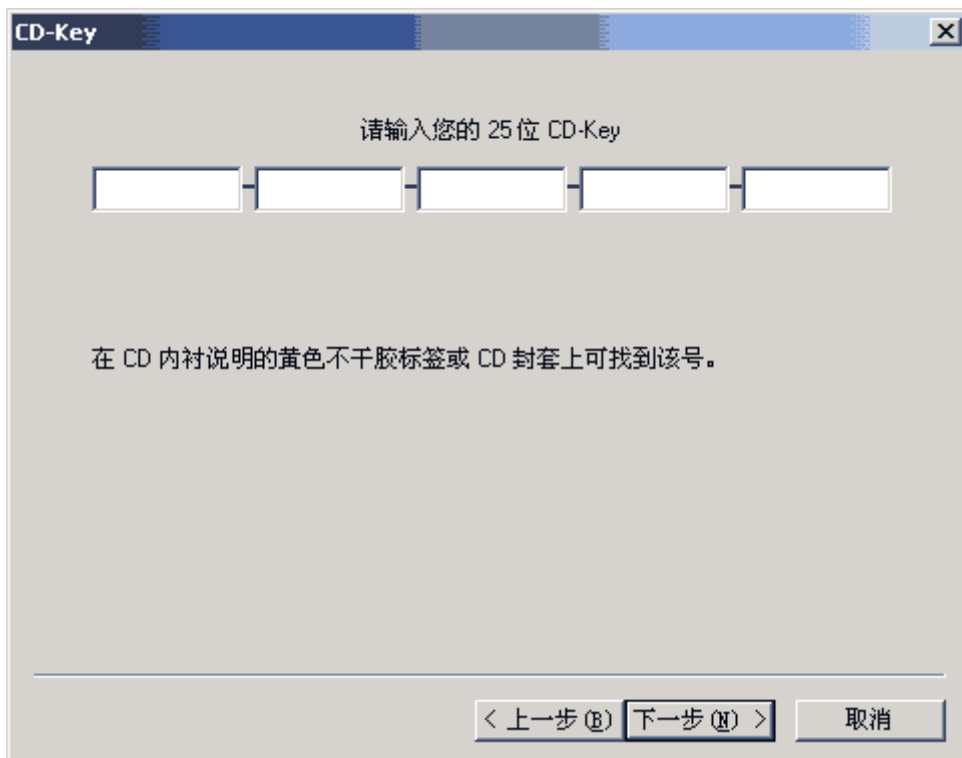 CD-Key
请输入您的 25位 CD-Key
在 CD 内衬说明的黄色不干胶标签或 CD 封套上可找到该号。
< 上一步(B) 下一步(N) > 取消